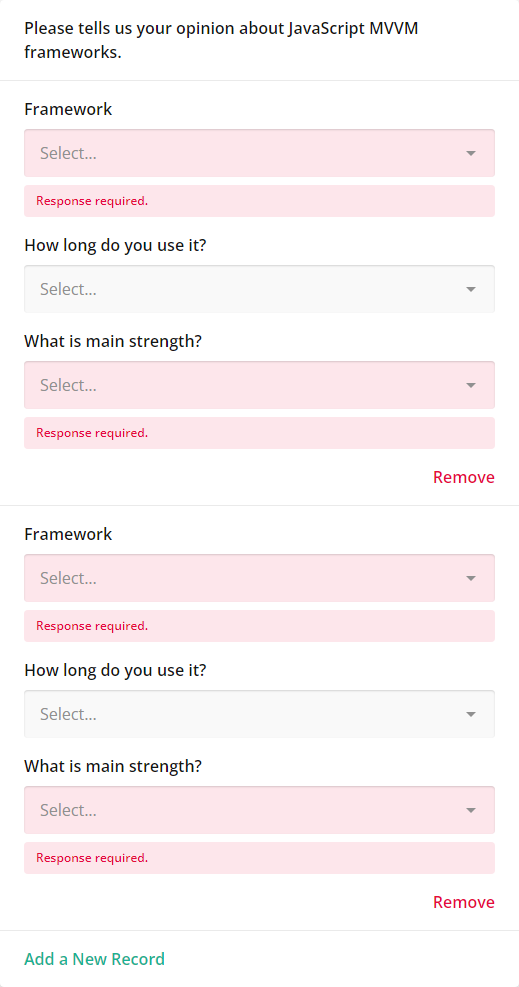 Please tells us your opinion about JavaScript MVVM
frameworks.
Framework
Select...
Response required.
How long do you use it?
Select...
What is main strength?
Select...
Response required.
Remove
Framework
Select...
Response required.
How long do you use it?
Select...
What is main strength?
Select...
Response required.
Remove
Add a New Record